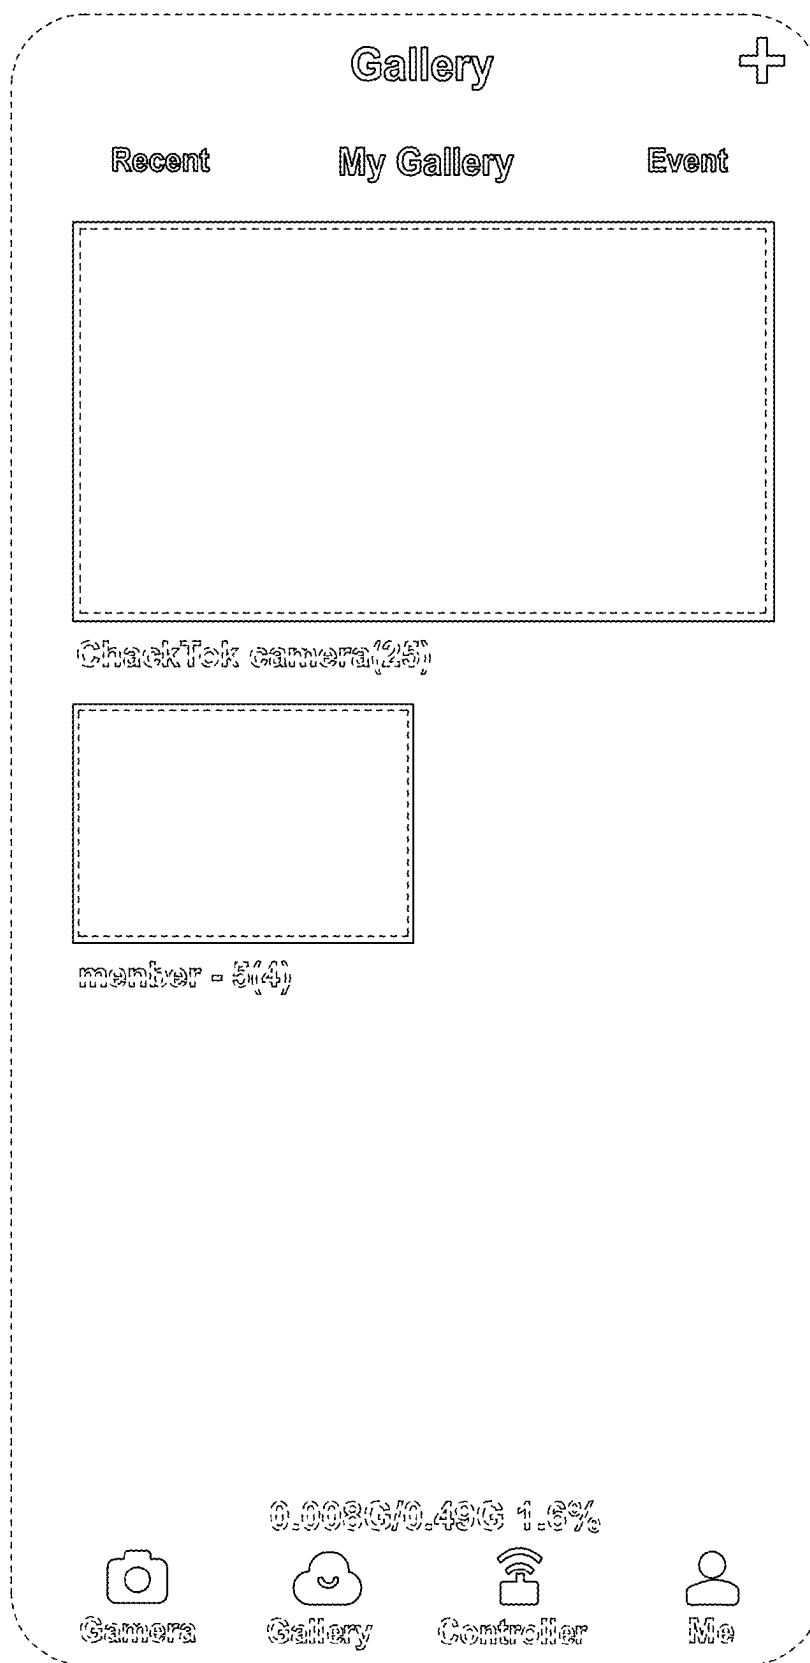 Gallery
Recent My Gallery Event
ChackTok camera(25)
menber - 5(4)
0.008G/0.49G 1.6%
Camera Gallery Controller Me